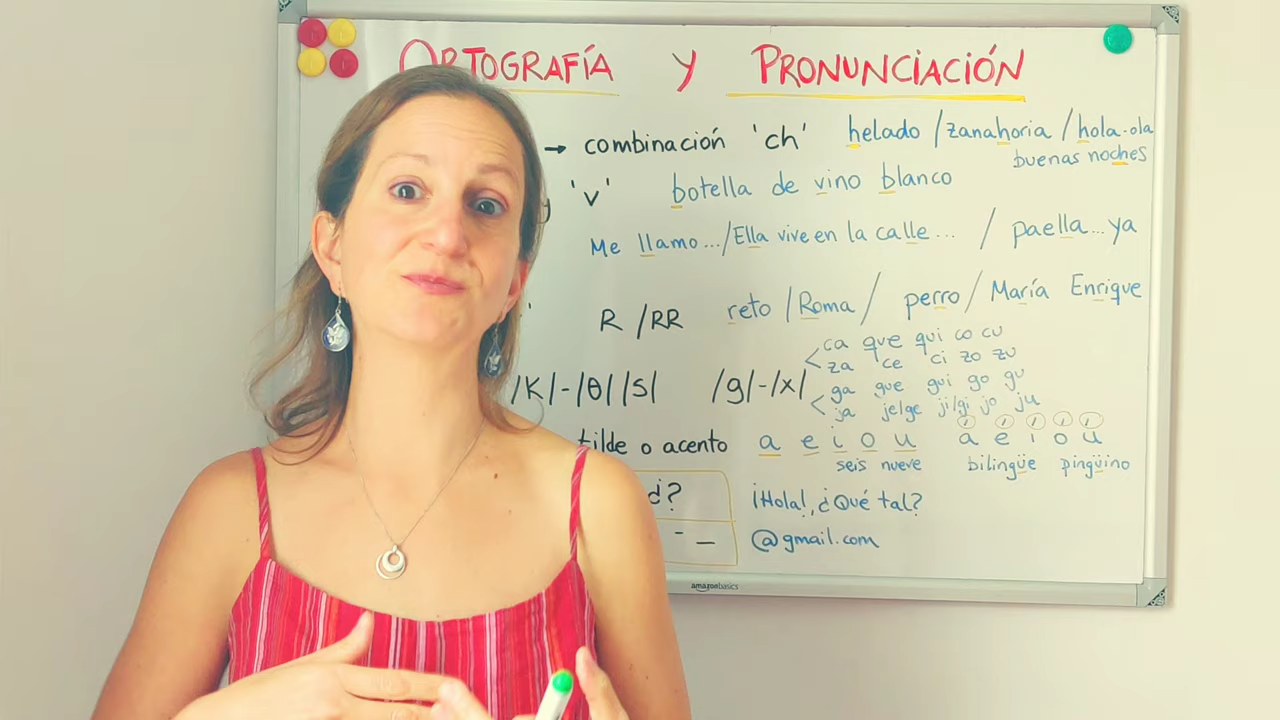 ORTOGRAFÍA Y PRONUNCIACIÓN
→ combinación 'ch' helado / zanahoria / hola-ola
buenas noches
y 'v' botella de vino blanco
Me llamo... / Ella vive en la calle... / paella... ya
R / RR reto / Roma / perro / María Enrique
ca que qui co cu
za ce ci zo zu
/K/-/θ/ /s/ /g/-/x/
ga gue gui go gu
ja je/ge ji/gi jo ju
tilde o acento a e i o u a e i o u
seis nueve bilingüe pingüino
¿? ¡Hola!, ¿Qué tal?
- _ @gmail.com
amazonbasics